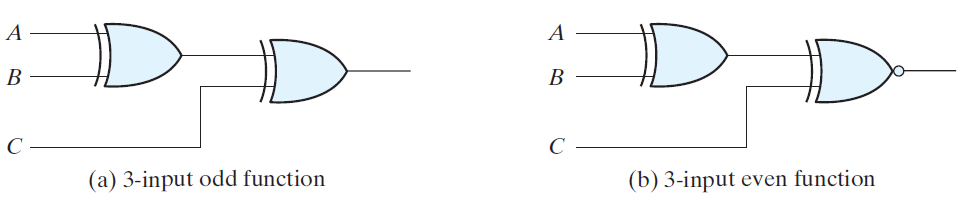 A
B
C
(a) 3-input odd function
A
B
C
(b) 3-input even function